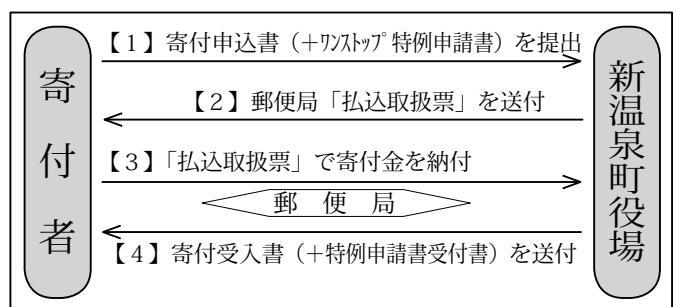 寄付者
【1】寄付申込書（＋ﾜﾝｽﾄｯﾌﾟ特例申請書）を提出
【2】郵便局「払込取扱票」を送付
【3】「払込取扱票」で寄付金を納付
郵便局
【4】寄付受入書（＋特例申請書受付書）を送付
新温泉町役場